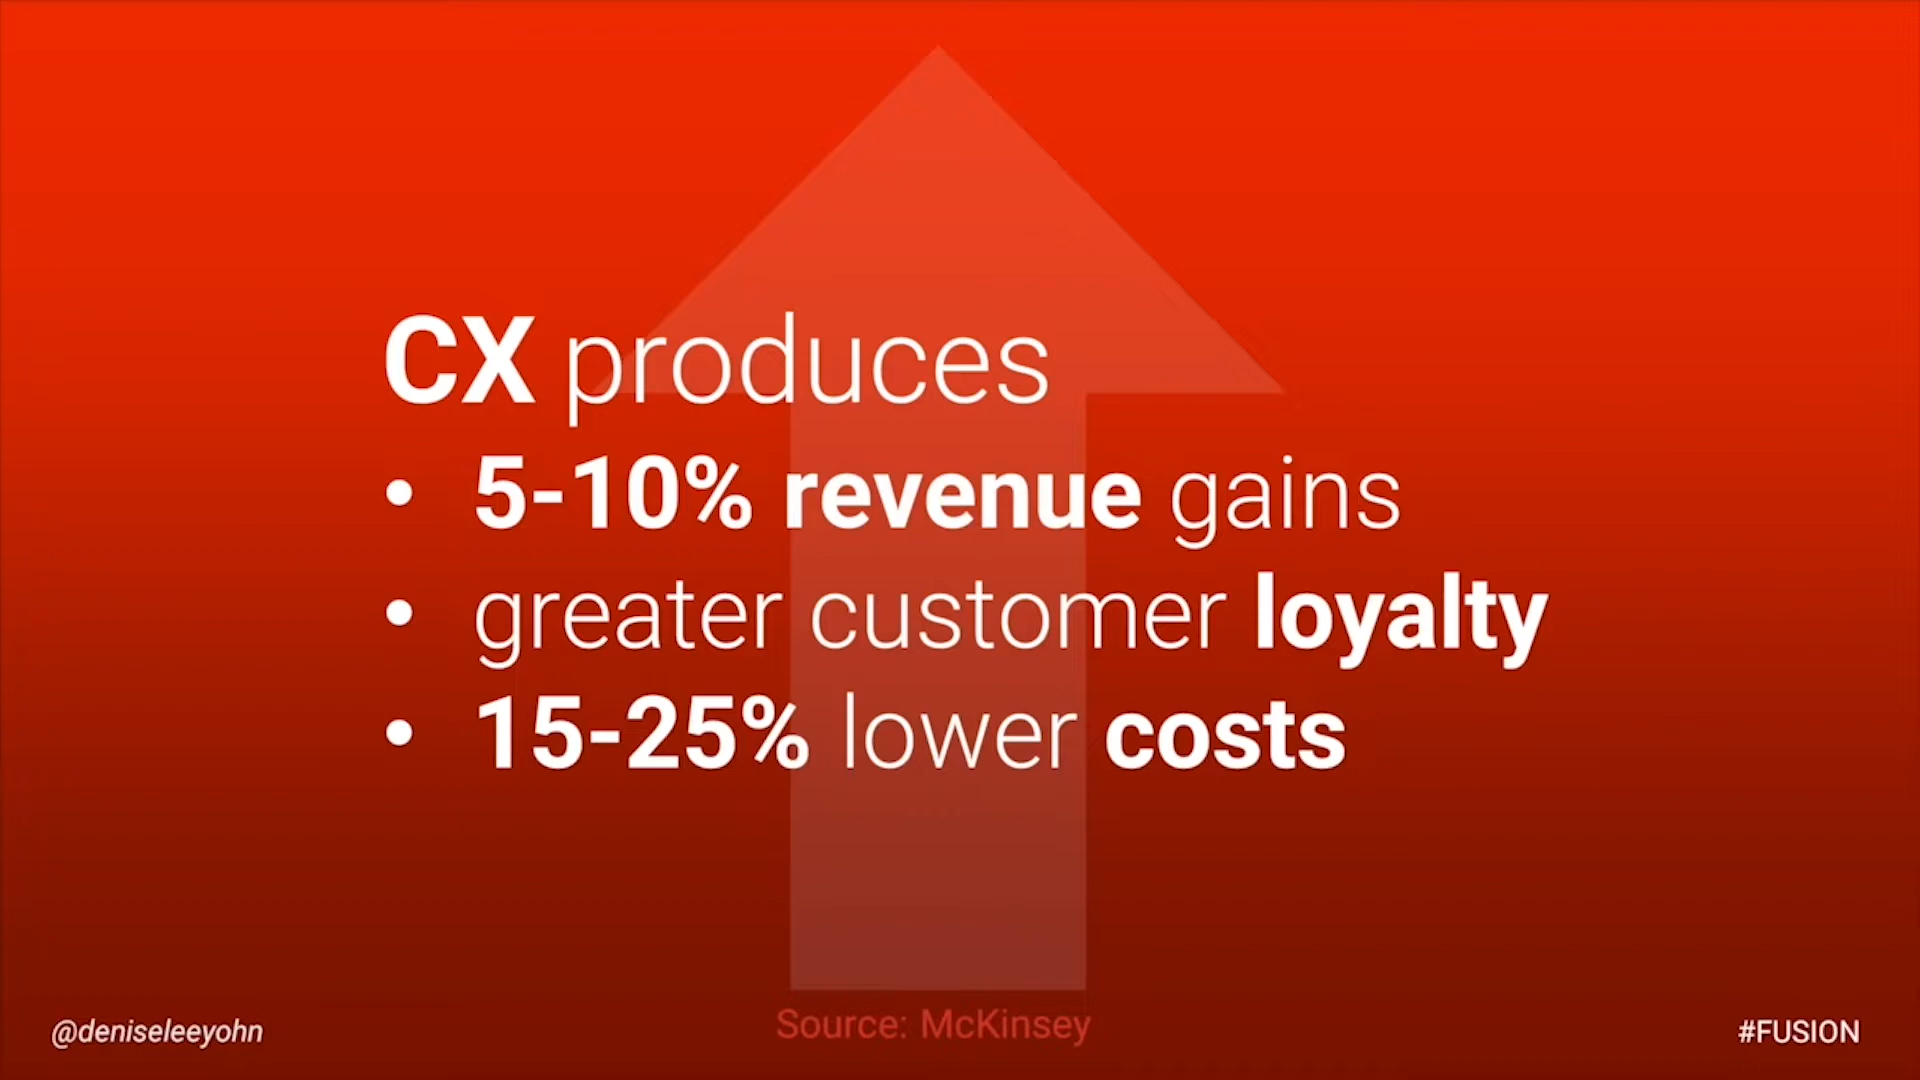 CX produces
• 5-10% revenue gains
• greater customer loyalty
• 15-25% lower costs
Source: McKinsey
@deniseleeyohn
#FUSION